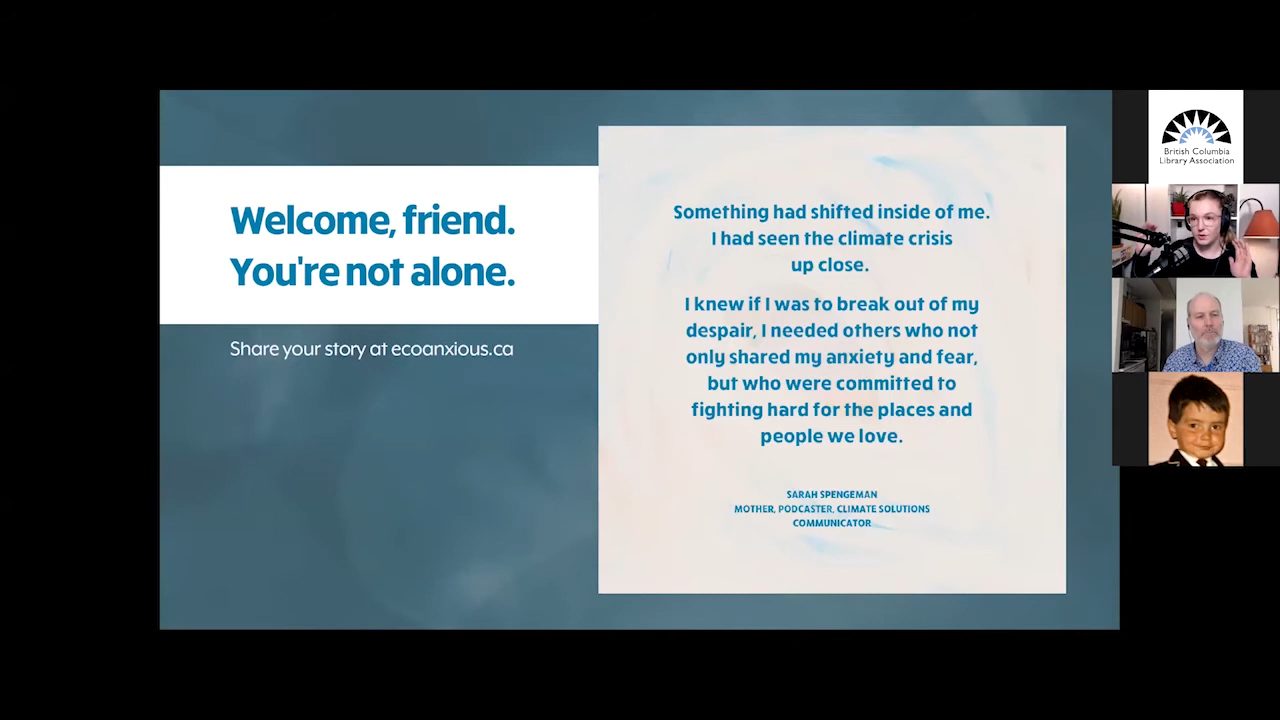 Welcome, friend.
You're not alone.
Share your story at ecoanxious.ca
Something had shifted inside of me.
I had seen the climate crisis
up close.
I knew if I was to break out of my
despair, I needed others who not
only shared my anxiety and fear,
but who were committed to
fighting hard for the places and
people we love.
SARAH SPENGEMAN
MOTHER, PODCASTER, CLIMATE SOLUTIONS
COMMUNICATOR
British Columbia
Library Association